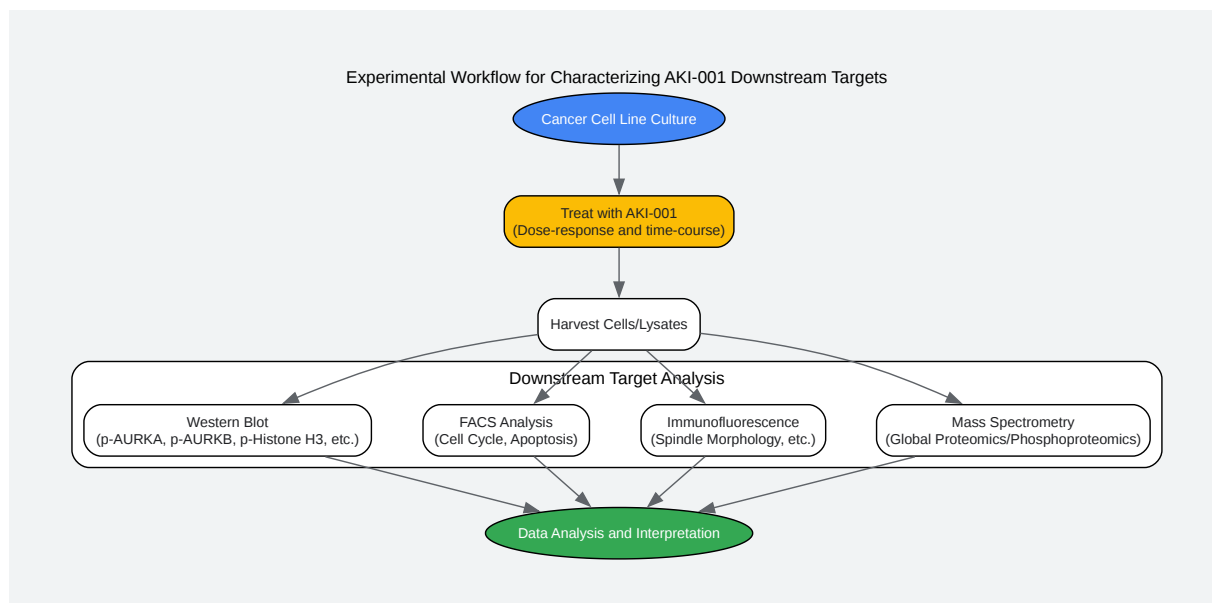 Experimental Workflow for Characterizing AKI-001 Downstream Targets
Cancer Cell Line Culture
Treat with AKI-001
(Dose-response and time-course)
Harvest Cells/Lysates
Downstream Target Analysis
Western Blot
(p-AURKA, p-AURKB, p-Histone H3, etc.)
FACS Analysis
(Cell Cycle, Apoptosis)
Immunofluorescence
(Spindle Morphology, etc.)
Mass Spectrometry
(Global Proteomics/Phosphoproteomics)
Data Analysis and Interpretation